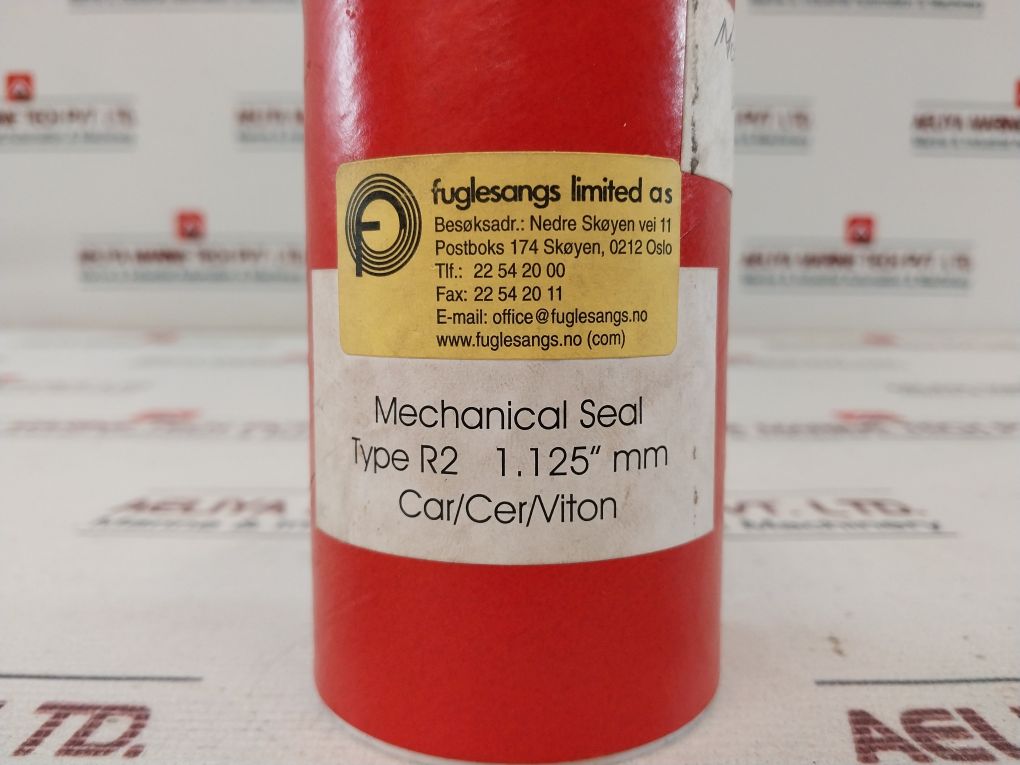 fuglesangs limited as
Besøksadr.: Nedre Skøyen vei 11
Postboks 174 Skøyen, 0212 Oslo
Tlf.: 22 54 20 00
Fax: 22 54 20 11
E-mail: office@fuglesangs.no
www.fuglesangs.no (com)
Mechanical Seal
Type R2 1.125” mm
Car/Cer/Viton